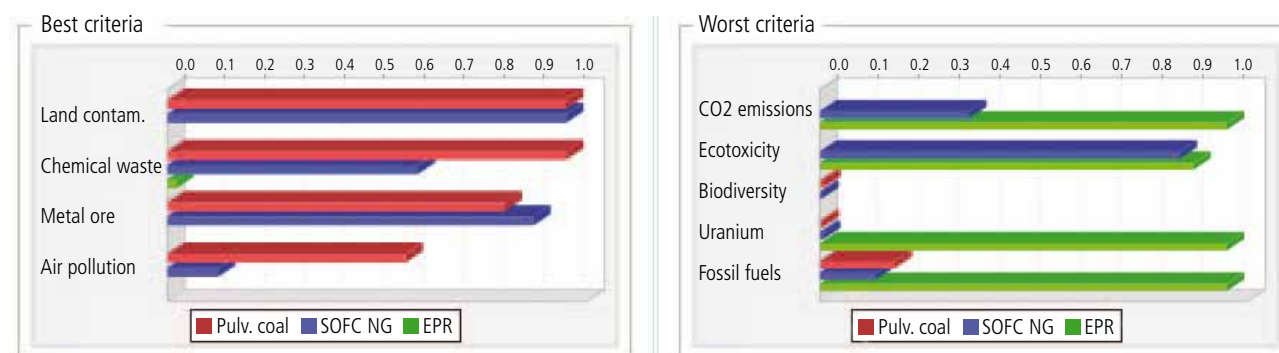 Best criteria
0.0 0.1 0.2 0.3 0.4 0.5 0.6 0.7 0.8 0.9 1.0
Land contam.
Chemical waste
Metal ore
Air pollution
Pulv. coal SOFC NG EPR
Worst criteria
0.0 0.1 0.2 0.3 0.4 0.5 0.6 0.7 0.8 0.9 1.0
CO2 emissions
Ecotoxicity
Biodiversity
Uranium
Fossil fuels
Pulv. coal SOFC NG EPR